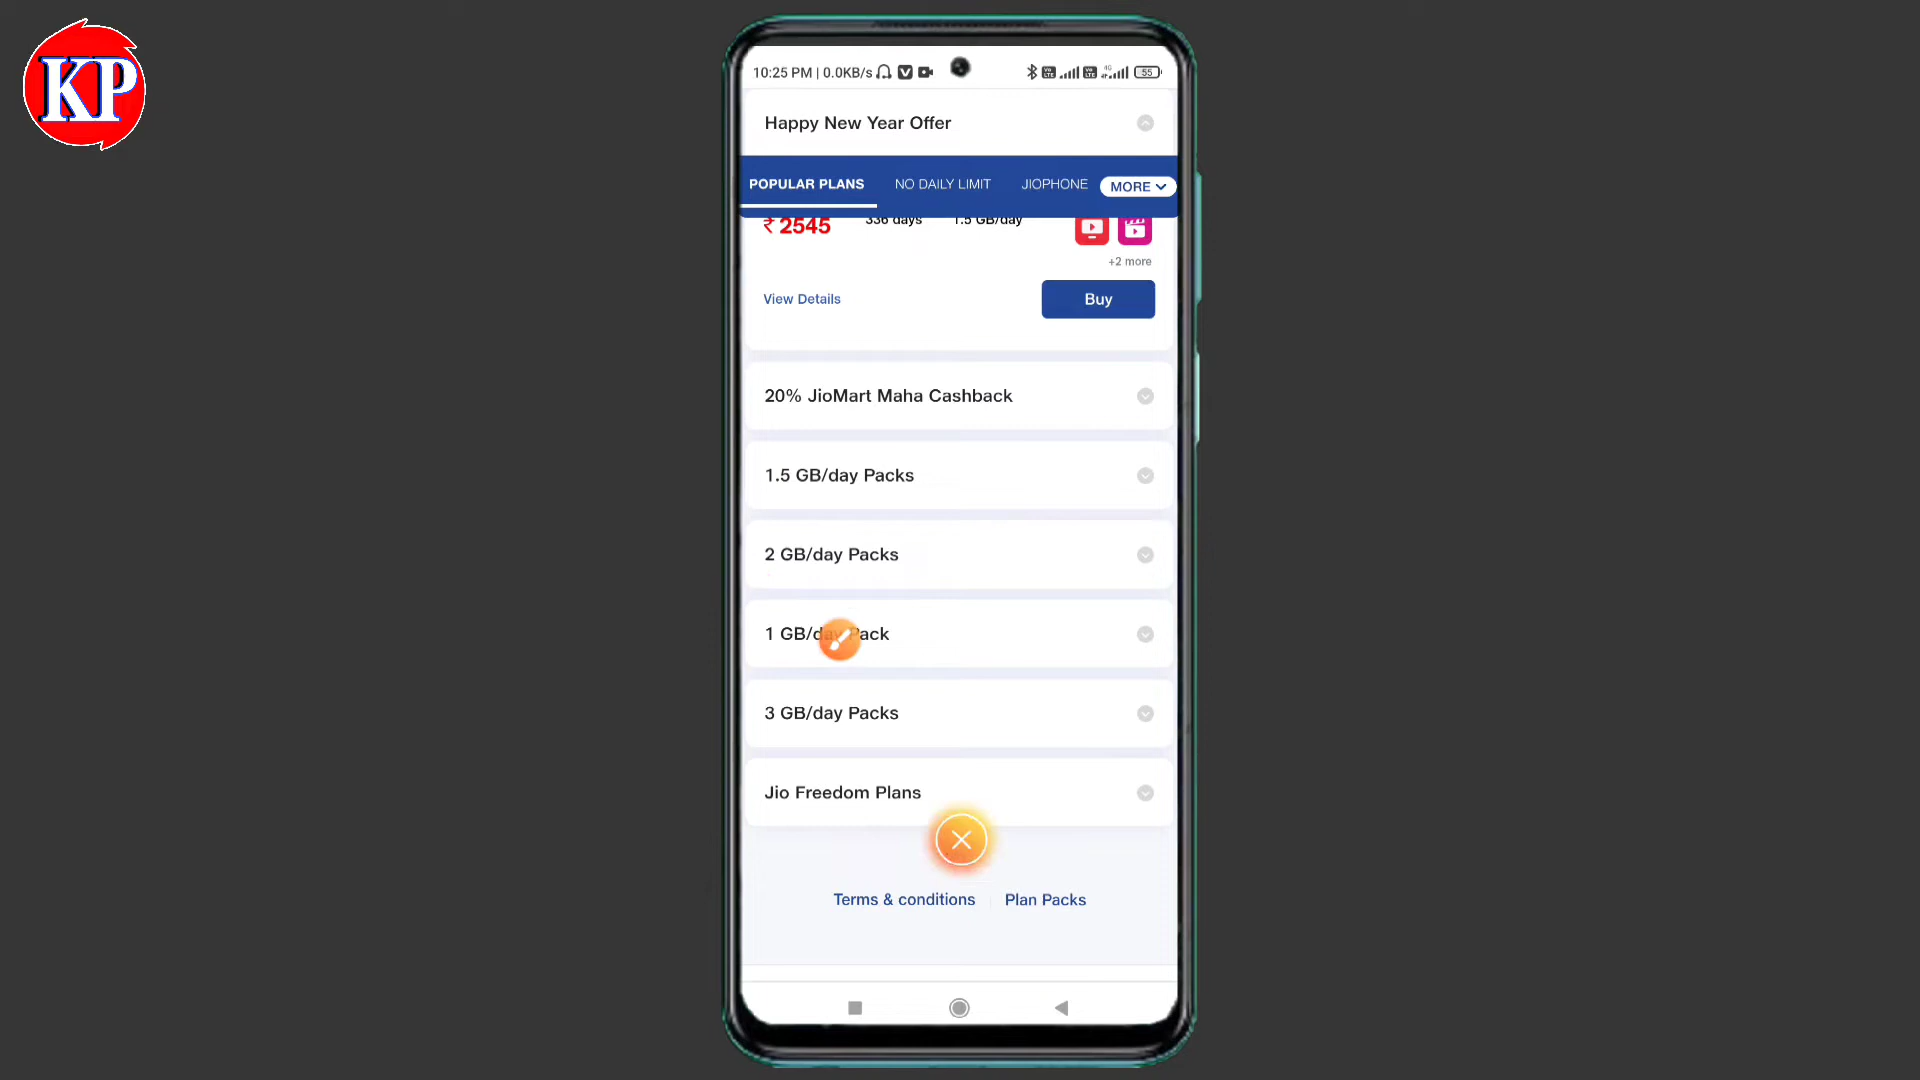 KP
10:25 PM | 0.0KB/s 55
Happy New Year Offer
POPULAR PLANS NO DAILY LIMIT JIOPHONE MORE
₹ 2545 336 days 1.5 GB/day
+2 more
View Details Buy
20% JioMart Maha Cashback
1.5 GB/day Packs
2 GB/day Packs
1 GB/day Pack
3 GB/day Packs
Jio Freedom Plans
Terms & conditions Plan Packs